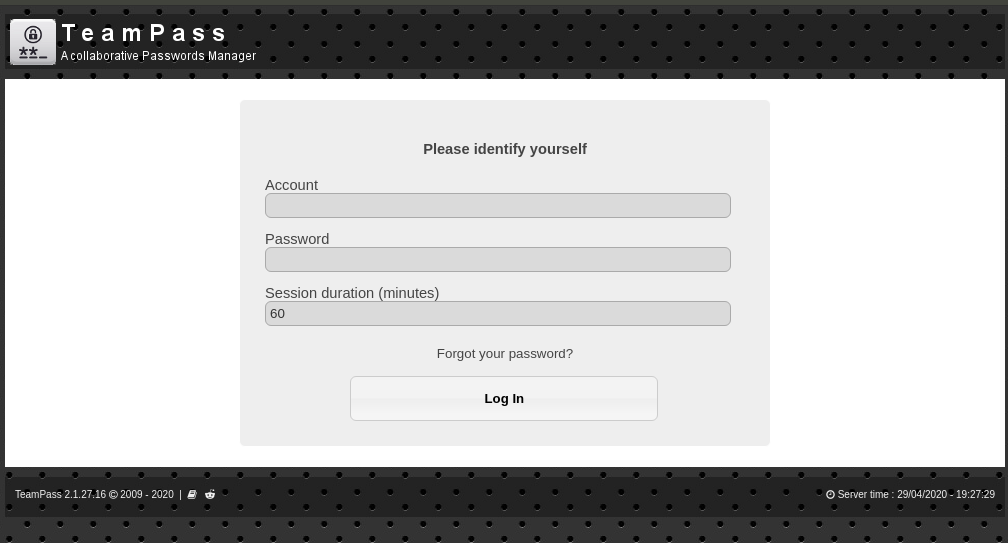 TeamPass
A collaborative Passwords Manager
Please identify yourself
Account
Password
Session duration (minutes)
60
Forgot your password?
Log In
TeamPass 2.1.27.16 © 2009 - 2020 |
Server time : 29/04/2020 - 19:27:29